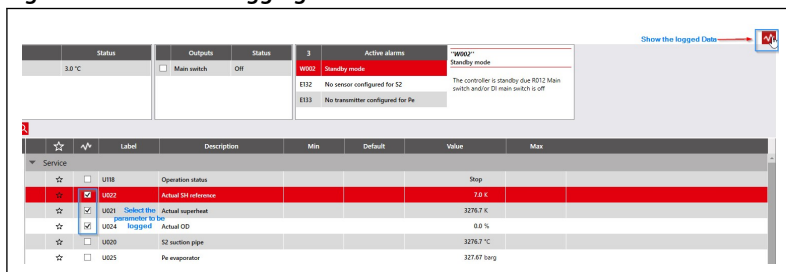 Show the logged Data
Status
Outputs
Status
3
Active alarms
"W002"
Standby mode
3.0 °C
Main switch
Off
W002
Standby mode
The controller is standby due R012 Main
switch and/or DI main switch is off
E132
No sensor configured for S2
E133
No transmitter configured for Pe
Label
Description
Min
Default
Value
Max
Service
U118
Operation status
Stop
U022
Actual SH reference
7.0 K
U021
Actual superheat
3276.7 K
U024
Actual OD
0.0 %
Select the
parameter to be
logged
U020
S2 suction pipe
3276.7 °C
U025
Pe evaporator
327.67 barg